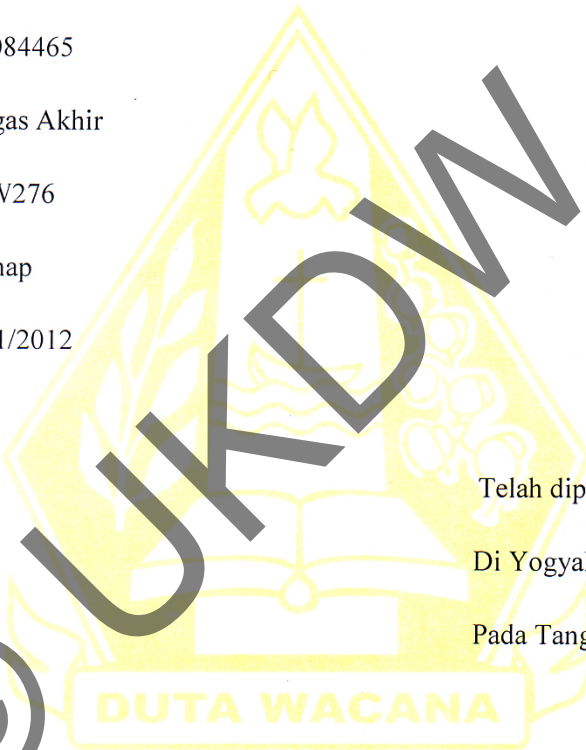 084465
gas Akhir
W276
nap
1/2012
Telah dip
Di Yogya
Pada Tang
DUTA WACANA
© UKDW